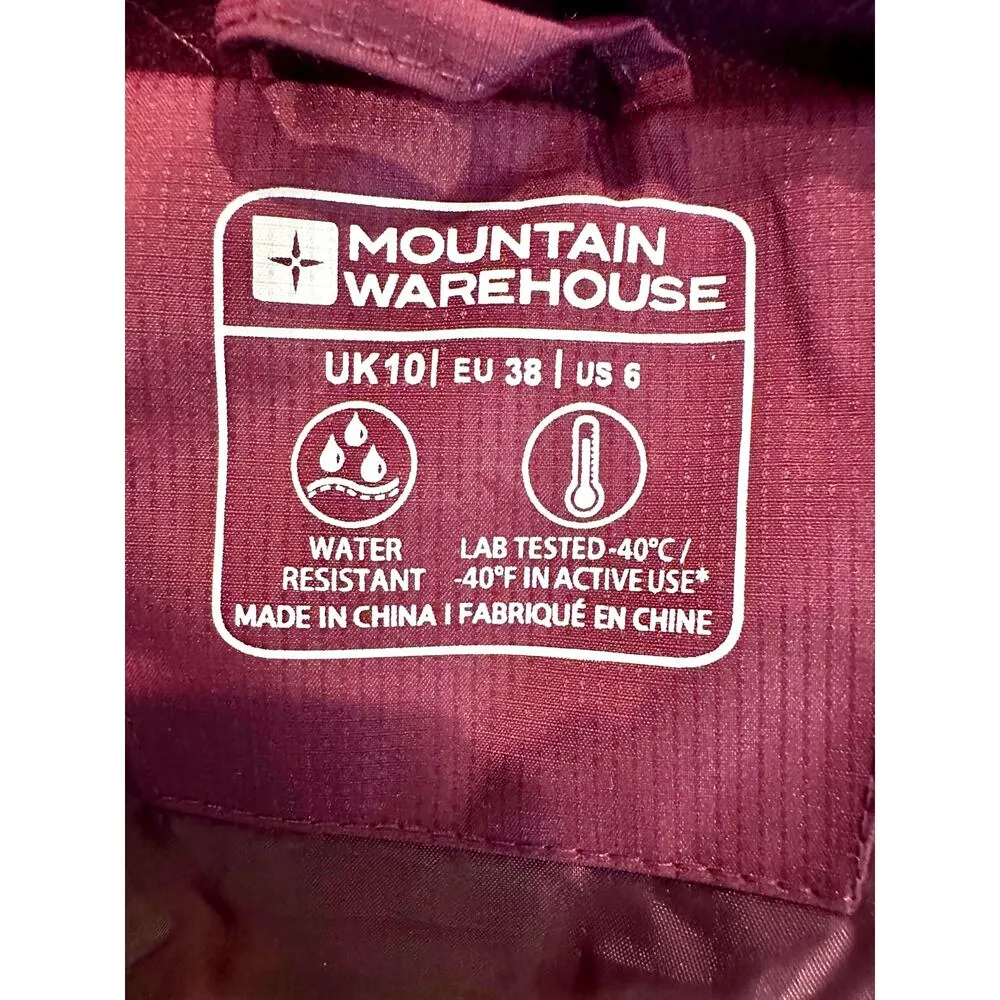 MOUNTAIN
WAREHOUSE
UK10| EU 38 | US 6
WATER
RESISTANT
LAB TESTED -40°C /
-40°F IN ACTIVE USE*
MADE IN CHINA I FABRIQUÉ EN CHINE